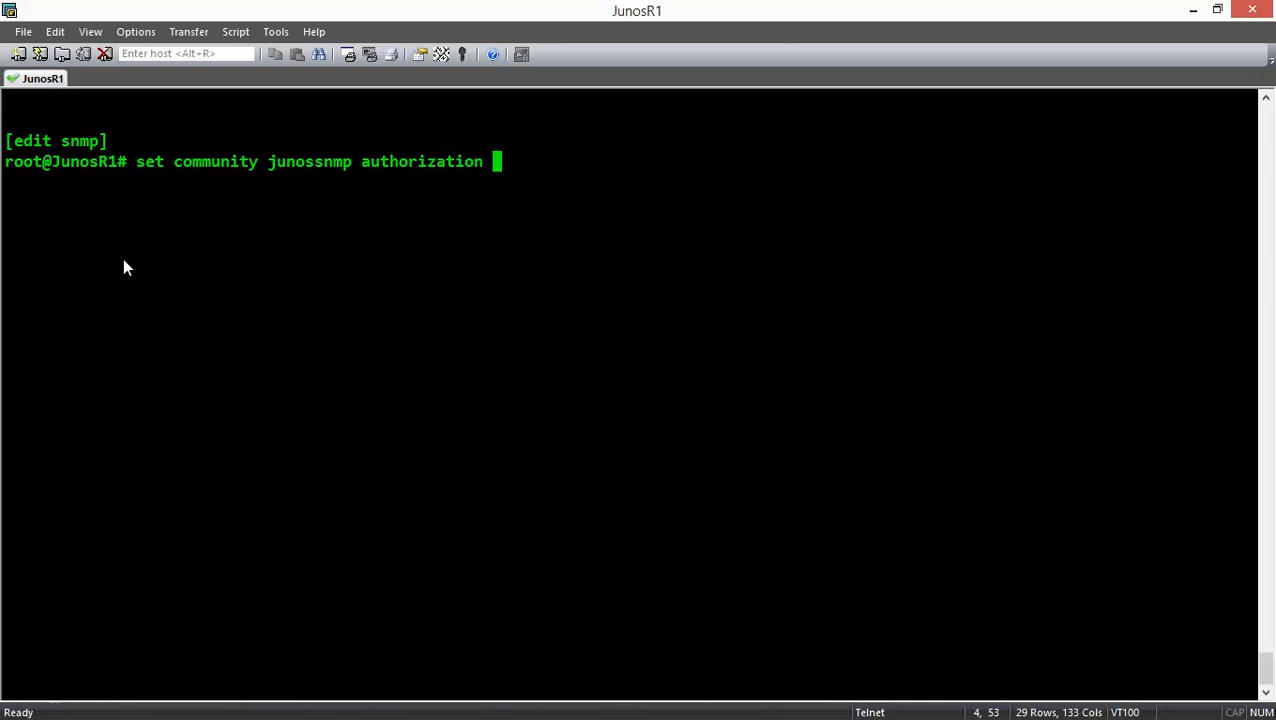 JunosR1
File Edit View Options Transfer Script Tools Help
Enter host <Alt+R>
JunosR1
[edit snmp]
root@JunosR1# set community junossnmp authorization
Ready Telnet 4, 53 29 Rows, 133 Cols VT100 CAP NUM